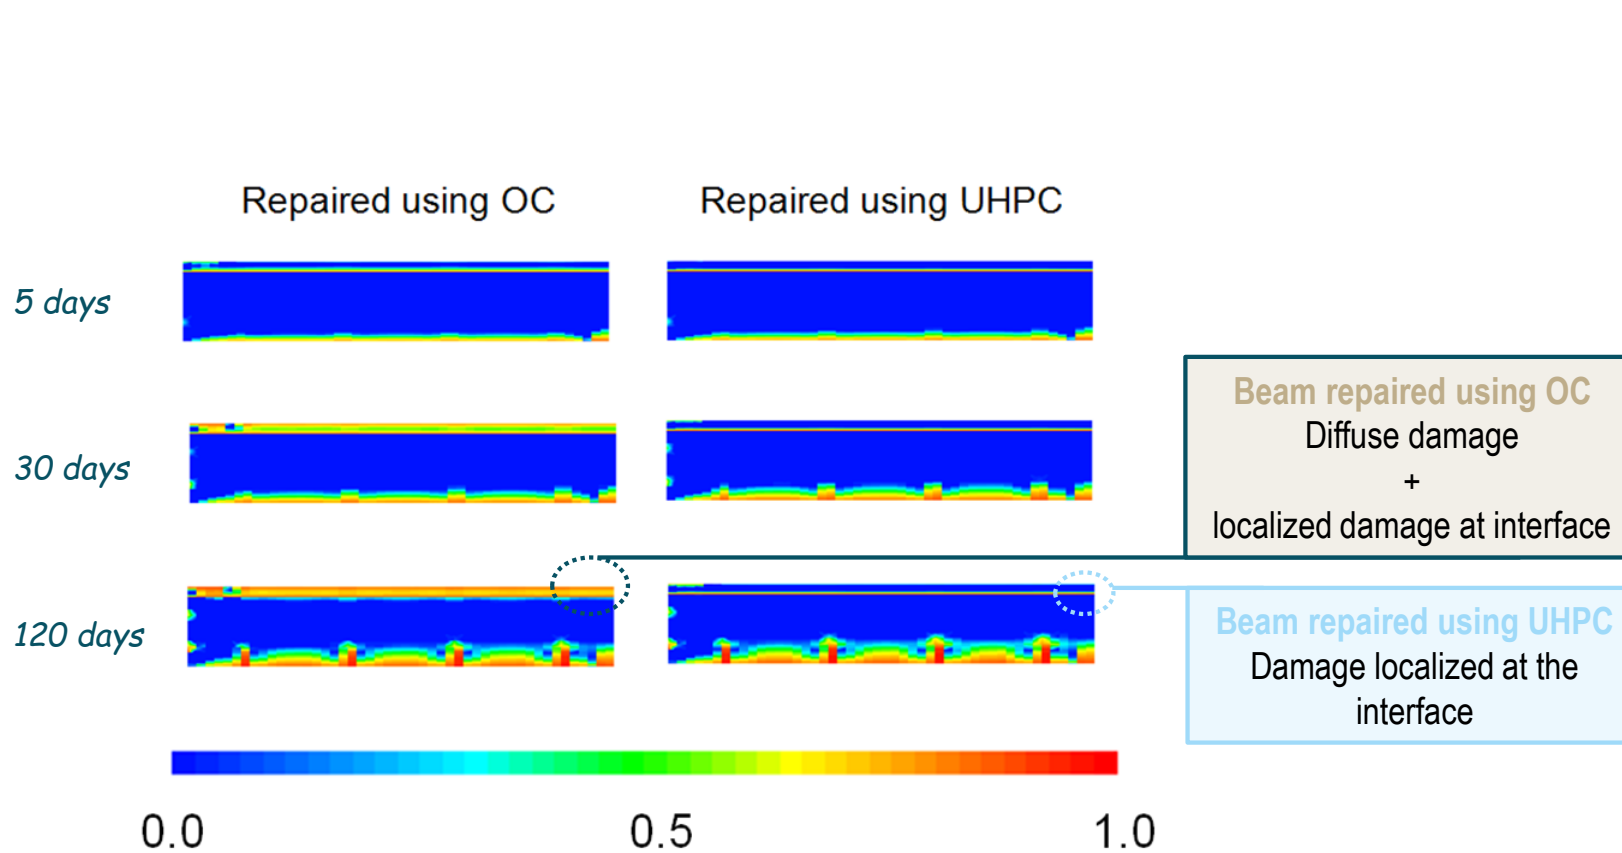 Repaired using OC
Repaired using UHPC
5 days
30 days
120 days
Beam repaired using OC
Diffuse damage
+
localized damage at interface
Beam repaired using UHPC
Damage localized at the
interface
0.0
0.5
1.0